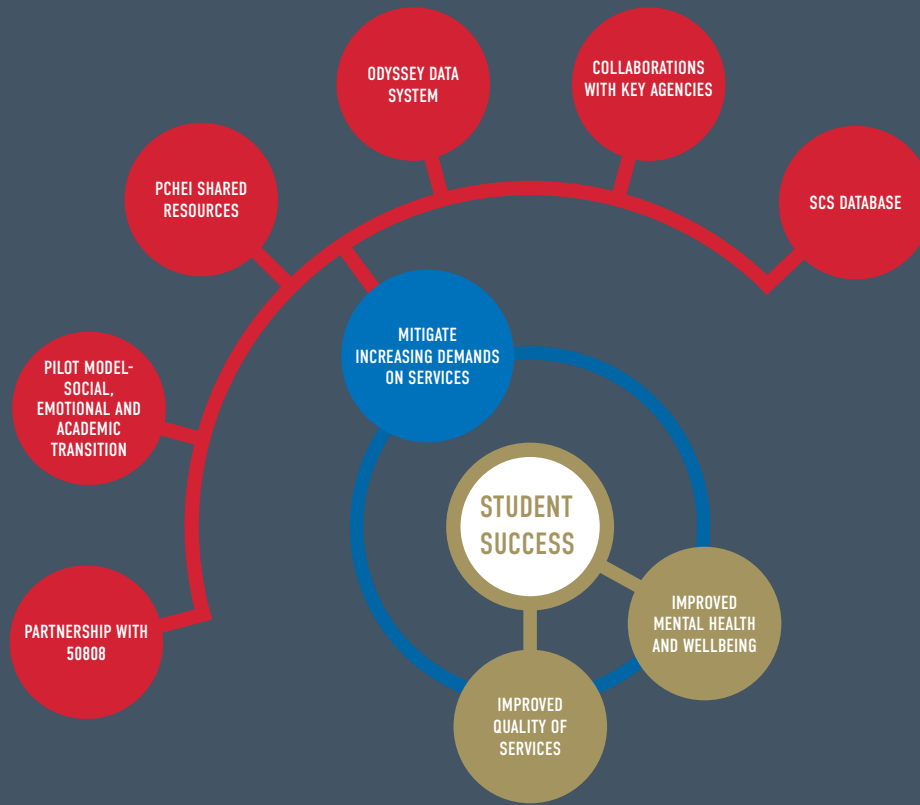 ODYSSEY DATA
SYSTEM
COLLABORATIONS
WITH KEY AGENCIES
PCHEI SHARED
RESOURCES
SCS DATABASE
MITIGATE
INCREASING DEMANDS
ON SERVICES
PILOT MODEL-
SOCIAL,
EMOTIONAL AND
ACADEMIC
TRANSITION
STUDENT
SUCCESS
PARTNERSHIP WITH
50808
IMPROVED
MENTAL HEALTH
AND WELLBEING
IMPROVED
QUALITY OF
SERVICES